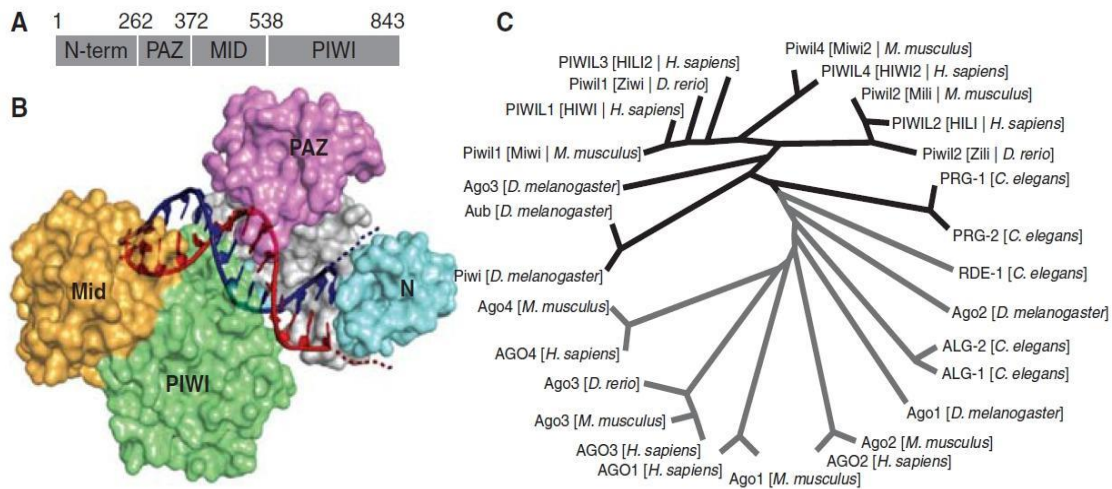 A
1 262 372 538 843
N-term PAZ MID PIWI
B
PAZ
Mid
N
PIWI
C
Piwil4 [Miwi2 | M. musculus]
PIWIL3 [HILI2 | H. sapiens]
PIWIL4 [HIWI2 | H. sapiens]
Piwil1 [Ziwi | D. rerio]
Piwil2 [Mili | M. musculus]
PIWIL1 [HIWI | H. sapiens]
PIWIL2 [HILI | H. sapiens]
Piwil1 [Miwi | M. musculus]
Piwil2 [Zili | D. rerio]
Ago3 [D. melanogaster]
PRG-1 [C. elegans]
Aub [D. melanogaster]
PRG-2 [C. elegans]
Piwi [D. melanogaster]
RDE-1 [C. elegans]
Ago4 [M. musculus]
Ago2 [D. melanogaster]
AGO4 [H. sapiens]
ALG-2 [C. elegans]
ALG-1 [C. elegans]
Ago3 [D. rerio]
Ago1 [D. melanogaster]
Ago3 [M. musculus]
Ago2 [M. musculus]
AGO3 [H. sapiens]
AGO2 [H. sapiens]
AGO1 [H. sapiens]
Ago1 [M. musculus]